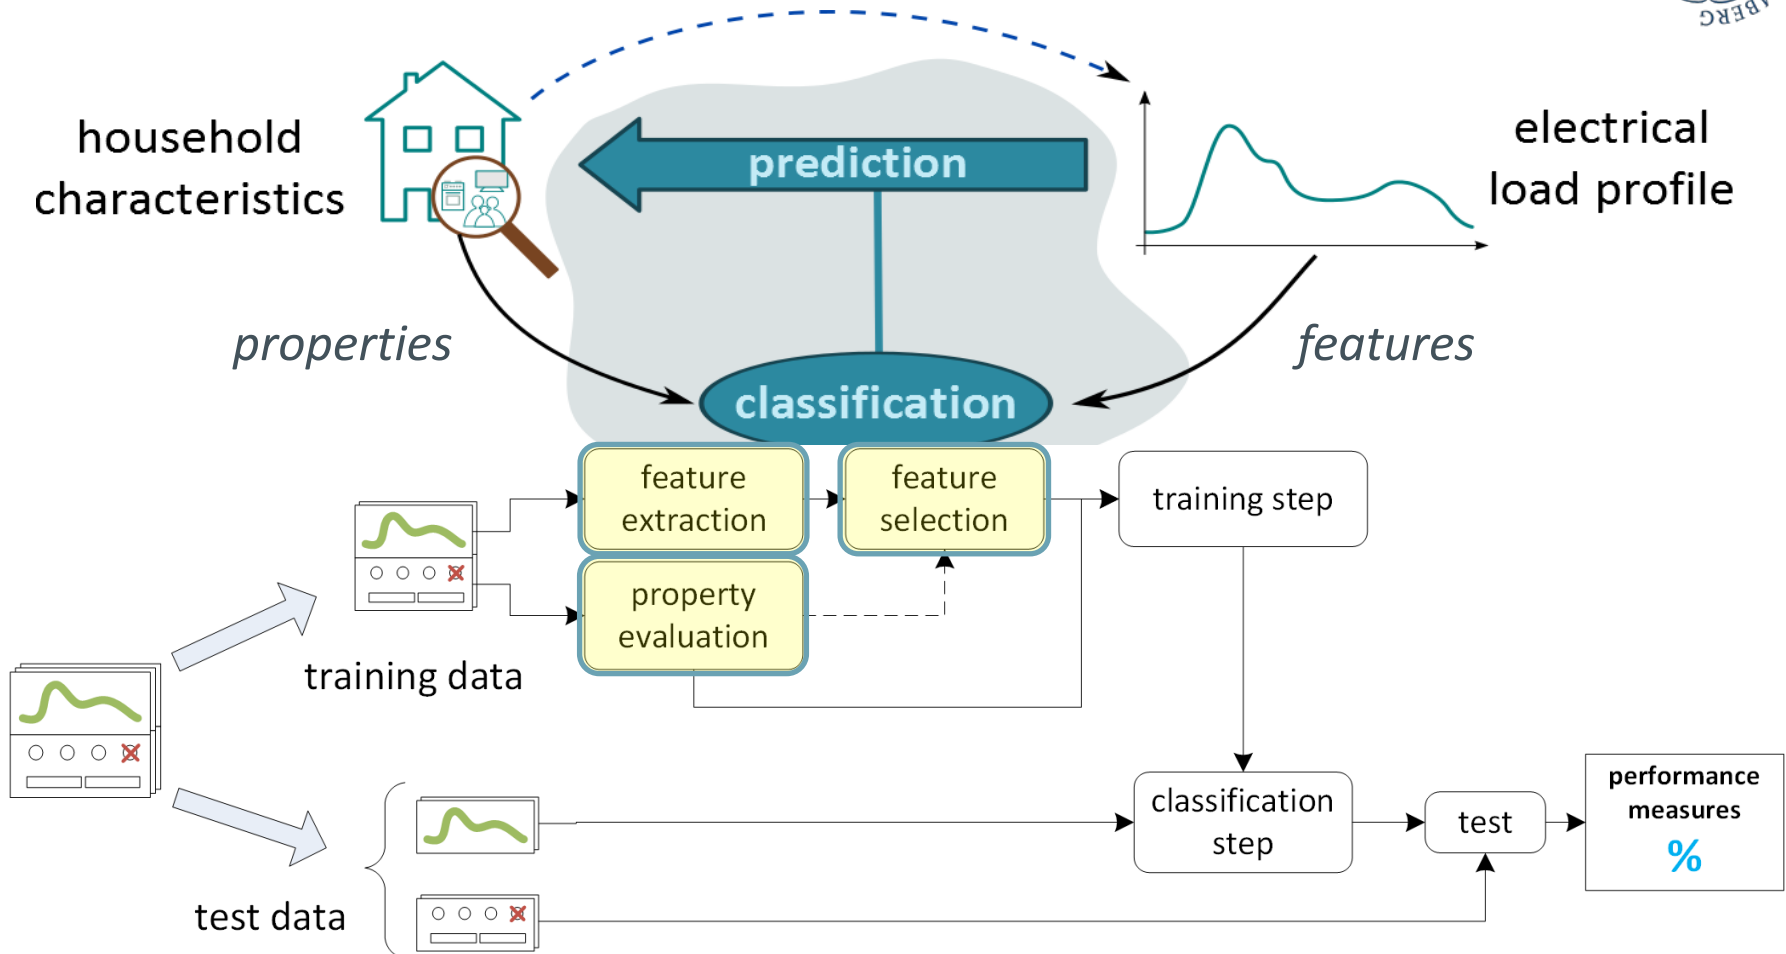 BERG
household
characteristics
prediction
electrical
load profile
properties
features
classification
feature
extraction
feature
selection
training step
property
evaluation
training data
classification
step
test
performance
measures
%
test data